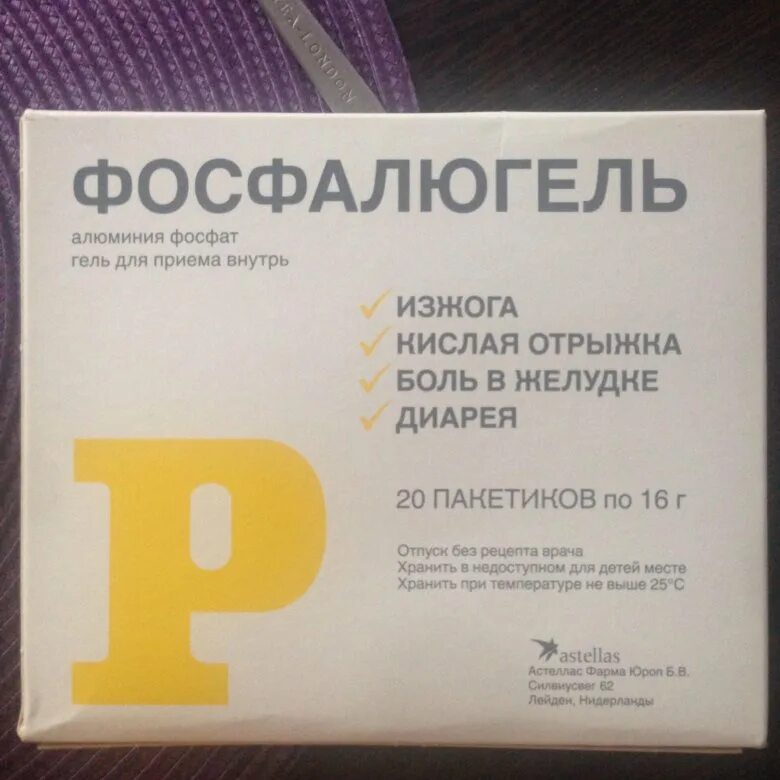 LONDON
ФОСФАЛЮГЕЛЬ
алюминия фосфат
гель для приема внутрь
ИЗЖОГА
КИСЛАЯ ОТРЫЖКА
БОЛЬ В ЖЕЛУДКЕ
ДИАРЕЯ
P
20 ПАКЕТИКОВ по 16 г
Отпуск без рецепта врача
Хранить в недоступном для детей месте
Хранить при температуре не выше 25°C
astellas
Астеллас Фарма Юроп Б.В.
Силвиусвег 62
Лейден, Нидерланды